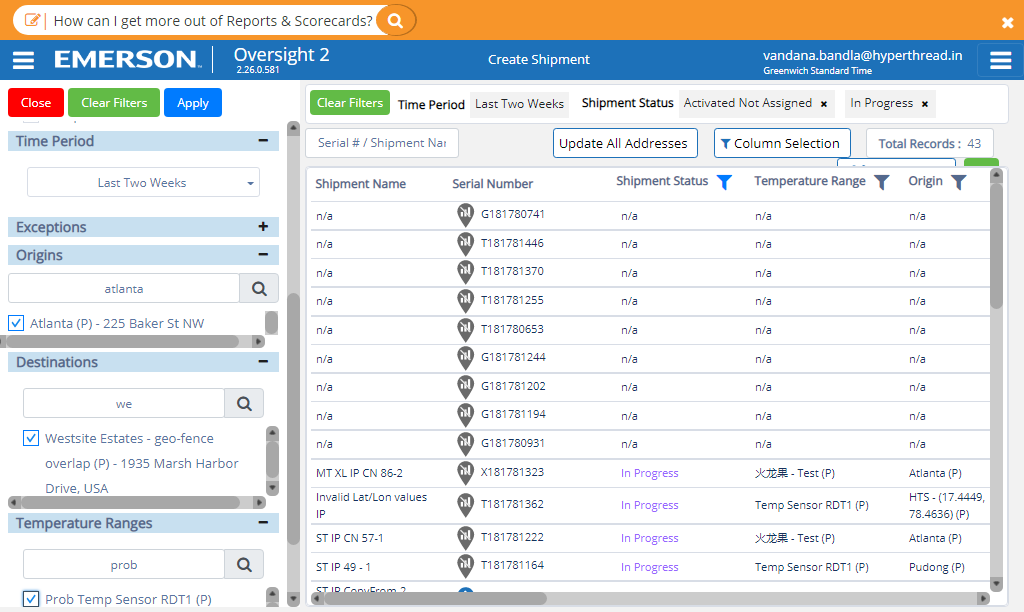 How can I get more out of Reports & Scorecards?
EMERSON
Oversight 2
2.26.0.581
Create Shipment
vandana.bandla@hyperthread.in
Greenwich Standard Time
Close
Clear Filters
Apply
Time Period
Last Two Weeks
Exceptions
Origins
atlanta
Atlanta (P) - 225 Baker St NW
Destinations
we
Westsite Estates - geo-fence
overlap (P) - 1935 Marsh Harbor
Drive, USA
Temperature Ranges
prob
Prob Temp Sensor RDT1 (P)
Clear Filters
Time Period Last Two Weeks Shipment Status Activated Not Assigned × In Progress ×
Serial # / Shipment Nar
Update All Addresses
Column Selection
Total Records : 43
Shipment Name Serial Number Shipment Status Temperature Range Origin
n/a G181780741 n/a n/a n/a
n/a T181781446 n/a n/a n/a
n/a T181781370 n/a n/a n/a
n/a T181781255 n/a n/a n/a
n/a T181780653 n/a n/a n/a
n/a G181781244 n/a n/a n/a
n/a G181781202 n/a n/a n/a
n/a G181781194 n/a n/a n/a
n/a G181780931 n/a n/a n/a
MT XL IP CN 86-2 X181781323 In Progress 火龙果 - Test (P) Atlanta (P)
Invalid Lat/Lon values
IP
T181781362 In Progress Temp Sensor RDT1 (P)
HTS - (17.4449,
78.4636) (P)
ST IP CN 57-1 T181781222 In Progress 火龙果 - Test (P) Atlanta (P)
ST IP 49 - 1 T181781164 In Progress Temp Sensor RDT1 (P) Pudong (P)
ST IP CopyFrom 2